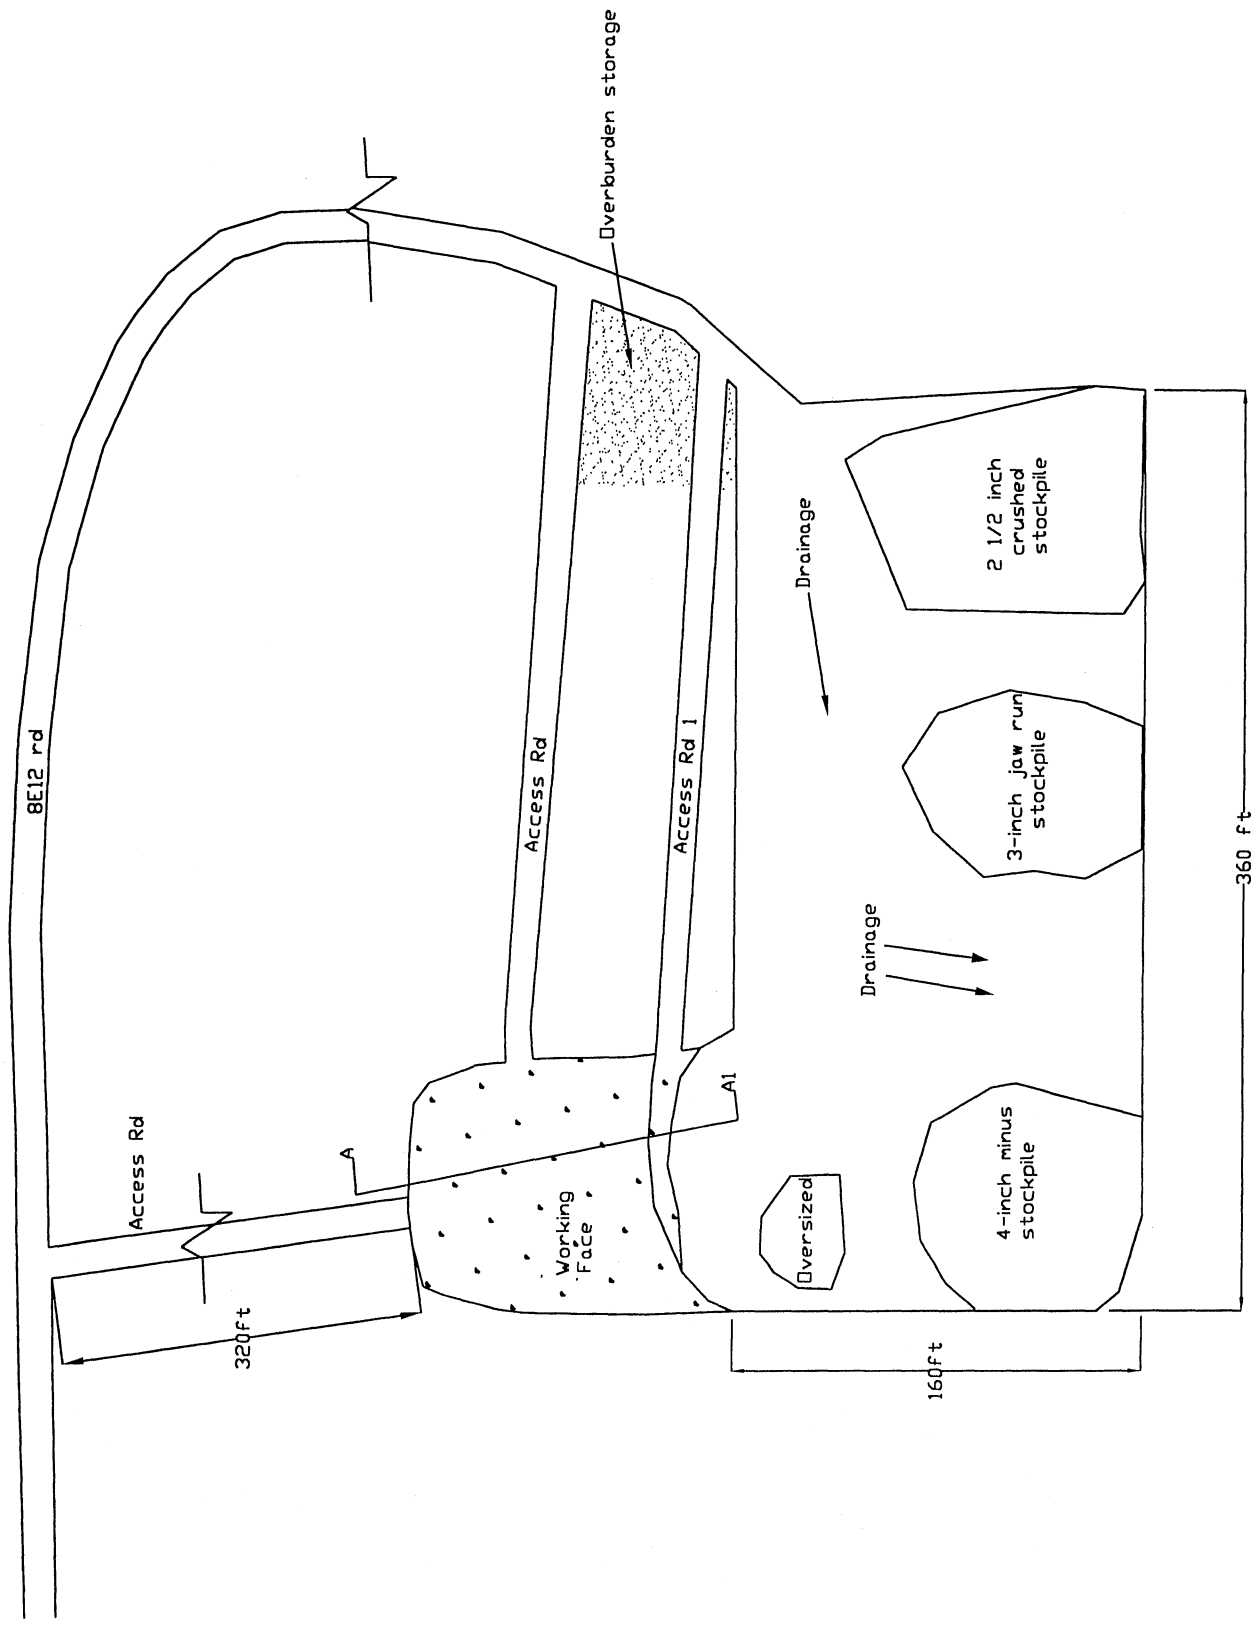 8E12 rd
Access Rd
320ft
A
Overburden storage
Access Rd
Access Rd 1
A1
Working
Face
Drainage
Drainage
Oversized
160ft
4-inch minus
stockpile
3-inch jaw run
stockpile
2 1/2 inch
crushed
stockpile
360 ft